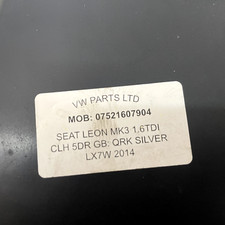 VW PARTS LTD
MOB: 07521607904
SEAT LEON MK3 1.6TDI
CLH 5DR GB: QRK SILVER
LX7W 2014